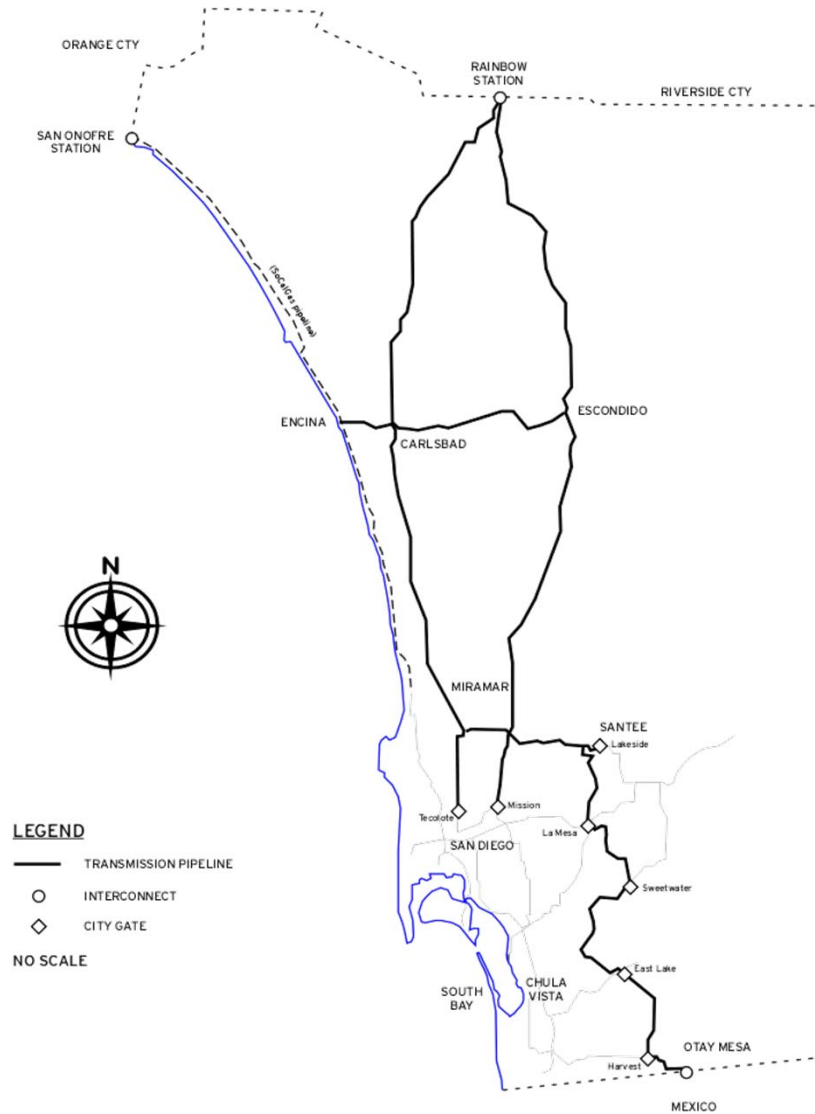 ORANGE CTY
RAINBOW
STATION
RIVERSIDE CTY
SAN ONOFRE
STATION
(SoCalGas pipeline)
ENCINA
ESCONDIDO
CARLSBAD
N
MIRAMAR
SANTEE
Lakeside
Tecolote
Mission
La Mesa
SAN DIEGO
Sweetwater
East Lake
SOUTH
BAY
CHULA
VISTA
OTAY MESA
Harvest
MEXICO
LEGEND
TRANSMISSION PIPELINE
INTERCONNECT
CITY GATE
NO SCALE